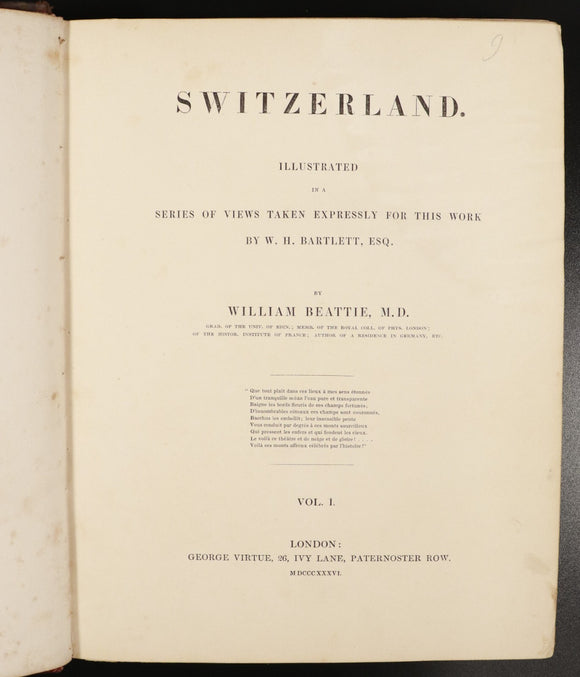 9
SWITZERLAND.
ILLUSTRATED
IN A
SERIES OF VIEWS TAKEN EXPRESSLY FOR THIS WORK
BY W. H. BARTLETT, ESQ.
BY
WILLIAM BEATTIE, M.D.
GRAD. OF THE UNIV. OF EDIN.; MEMB. OF THE ROYAL COLL. OF PHYS. LONDON;
OF THE HISTOR. INSTITUTE OF FRANCE; AUTHOR OF A RESIDENCE IN GERMANY, ETC.
" Que tout plait dans ces lieux à mes sens étonnés
D'un tranquille océan l'eau pure et transparente
Baigne les bords fleuris de ces champs fortunés;
D'innombrables côteaux ces champs sont couronnés,
Bacchus les embellit; leur insensible pente
Vous conduit par degrés à ces monts sourcilleux
Qui pressent les enfers et qui fendent les cieux.
Le voilà ce théâtre et de neige et de gloire! . . .
Voilà ces monts affreux célébrés par l'histoire!"
VOL. I.
LONDON:
GEORGE VIRTUE, 26, IVY LANE, PATERNOSTER ROW.
MDCCCXXXVI.